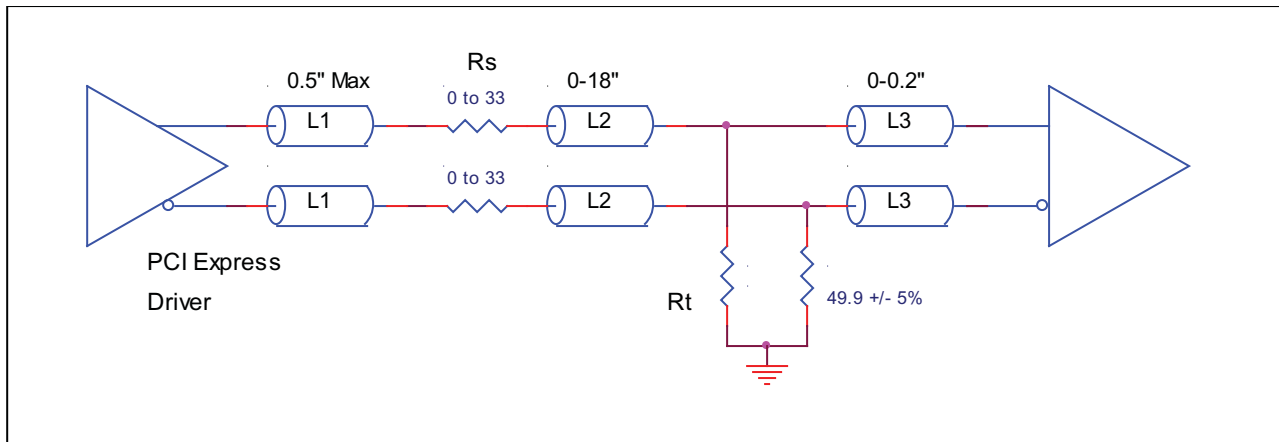 Rs
0.5" Max
0-18"
0-0.2"
0 to 33
L1
L2
L3
0 to 33
L1
L2
L3
PCI Express
Driver
Rt
49.9 +/- 5%